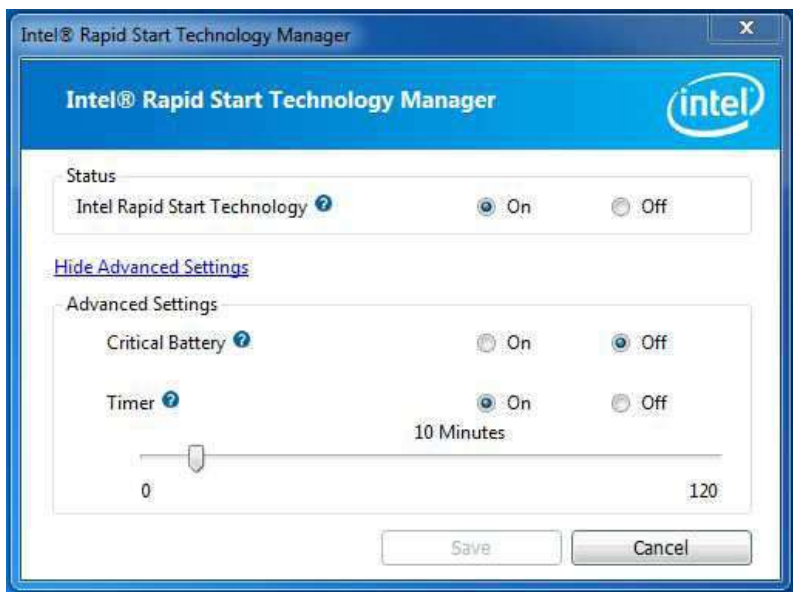 Intel® Rapid Start Technology Manager
X
Intel® Rapid Start Technology Manager
intel
Status
Intel Rapid Start Technology ? On Off
Hide Advanced Settings
Advanced Settings
Critical Battery ? On Off
Timer ? On Off
10 Minutes
0 120
Save Cancel